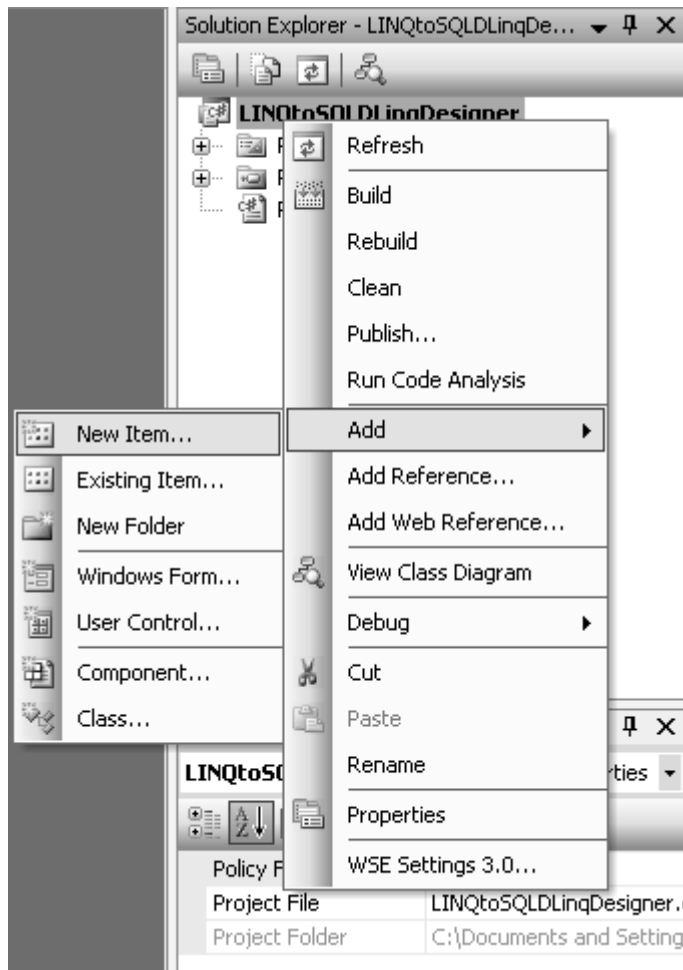 Solution Explorer - LINQtoSQLDLinqDe...
LINQtoSQLDLinqDesigner
Refresh
Build
Rebuild
Clean
Publish...
Run Code Analysis
Add
Add Reference...
Add Web Reference...
View Class Diagram
Debug
Cut
Paste
Rename
Properties
WSE Settings 3.0...
New Item...
Existing Item...
New Folder
Windows Form...
User Control...
Component...
Class...
LINQtoSQ
rties
Policy F
Project File LINQtoSQLDLinqDesigner.
Project Folder C:\Documents and Setting